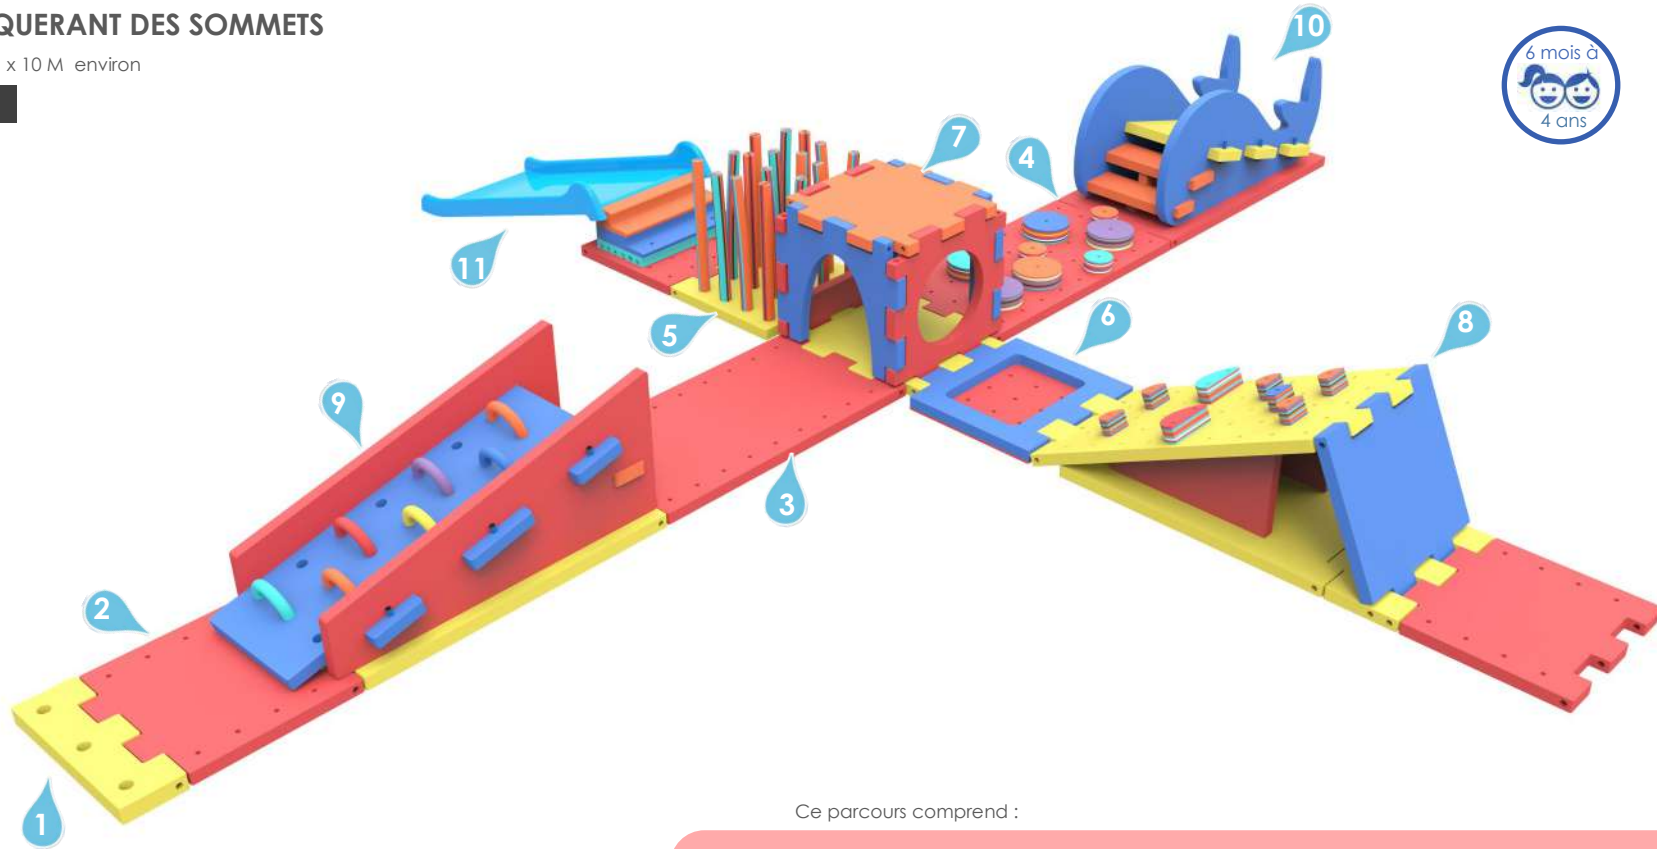 QUERANT DES SOMMETS
x 10 M environ
10
6 mois à
4 ans
7
4
11
5
6
8
9
3
2
1
Ce parcours comprend :